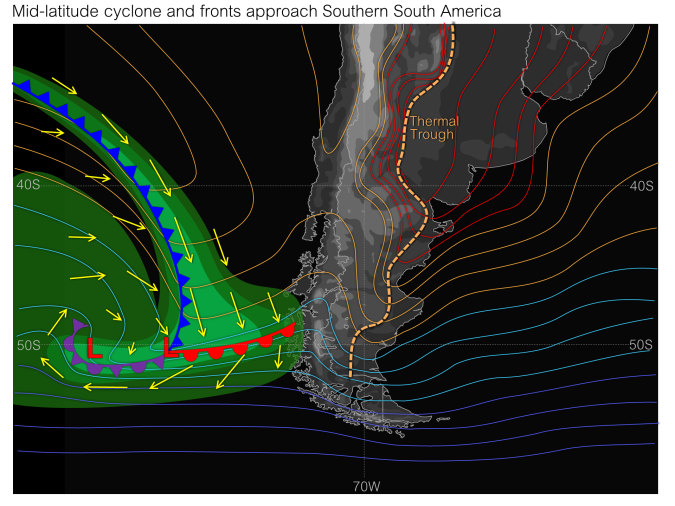 Mid-latitude cyclone and fronts approach Southern South America
Thermal
Trough
40S
40S
L
L
50S
50S
70W